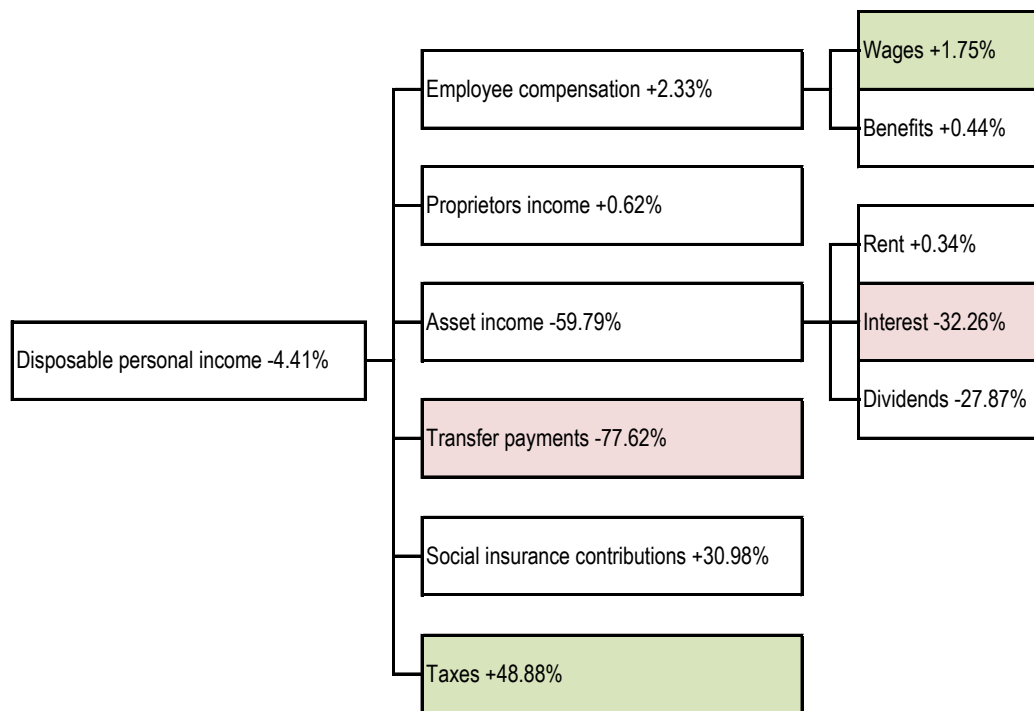 Disposable personal income -4.41%
Employee compensation +2.33%
Wages +1.75%
Benefits +0.44%
Proprietors income +0.62%
Asset income -59.79%
Rent +0.34%
Interest -32.26%
Dividends -27.87%
Transfer payments -77.62%
Social insurance contributions +30.98%
Taxes +48.88%